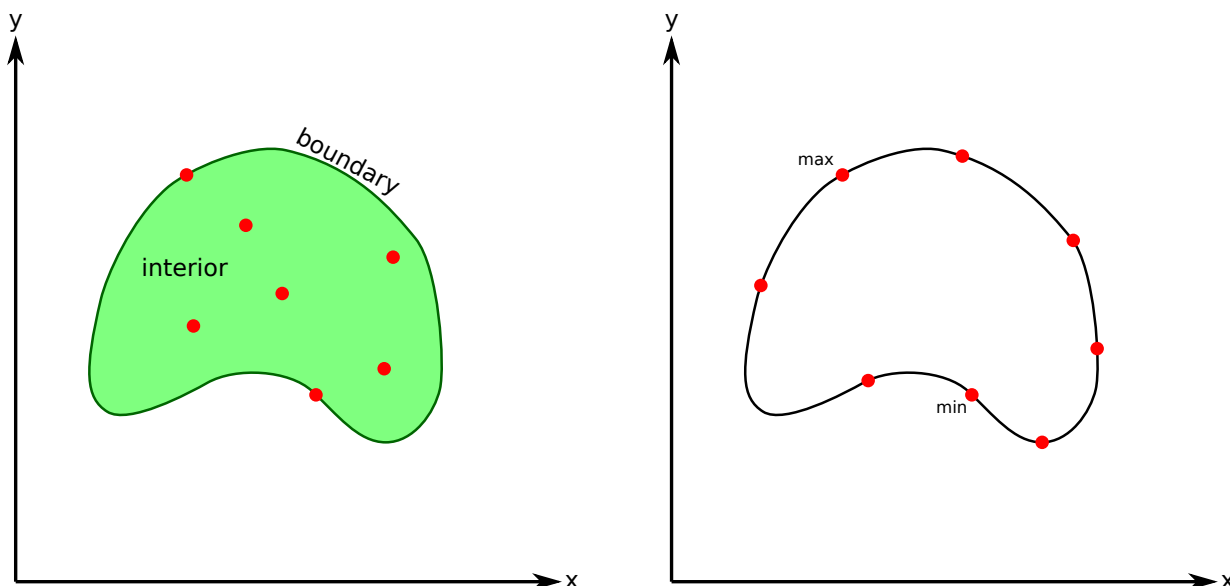 y
boundary
interior
x
y
max
min
x